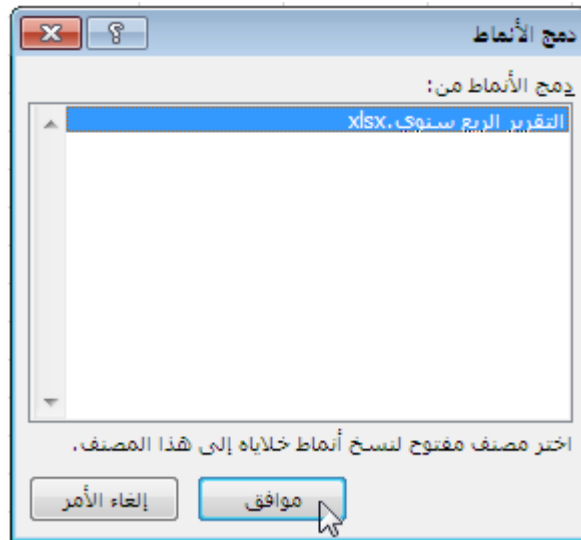 دمج الأنماط
دمج الأنماط من:
التقرير الربع سنوي.xlsx
اختر مصنف مفتوح لنسخ أنماط خلاياه إلى هذا المصنف.
موافق
إلغاء الأمر